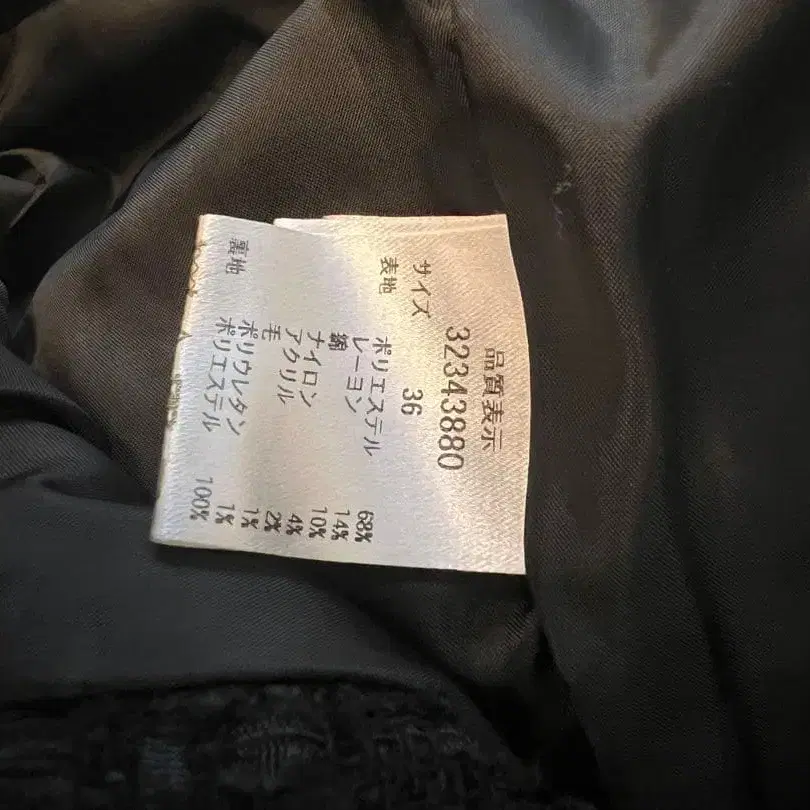 品質表示
32343880
サイズ 36
表地 ポリエステル 68%
レーヨン 14%
綿 10%
ナイロン 4%
アクリル 2%
毛 1%
ポリウレタン 1%
裏地 ポリエステル 100%